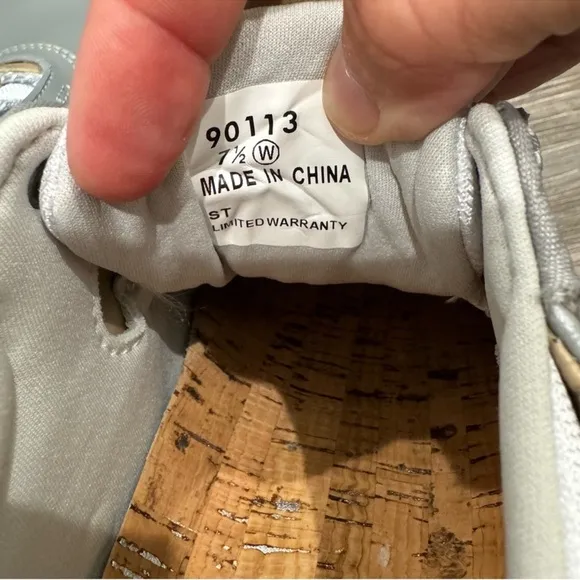 90113
7½ W
MADE IN CHINA
ST
LIMITED WARRANTY